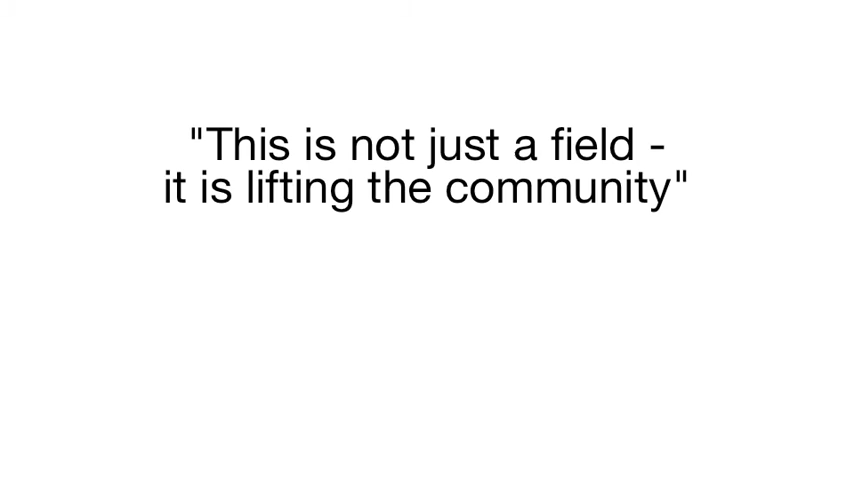 "This is not just a field -
it is lifting the community"